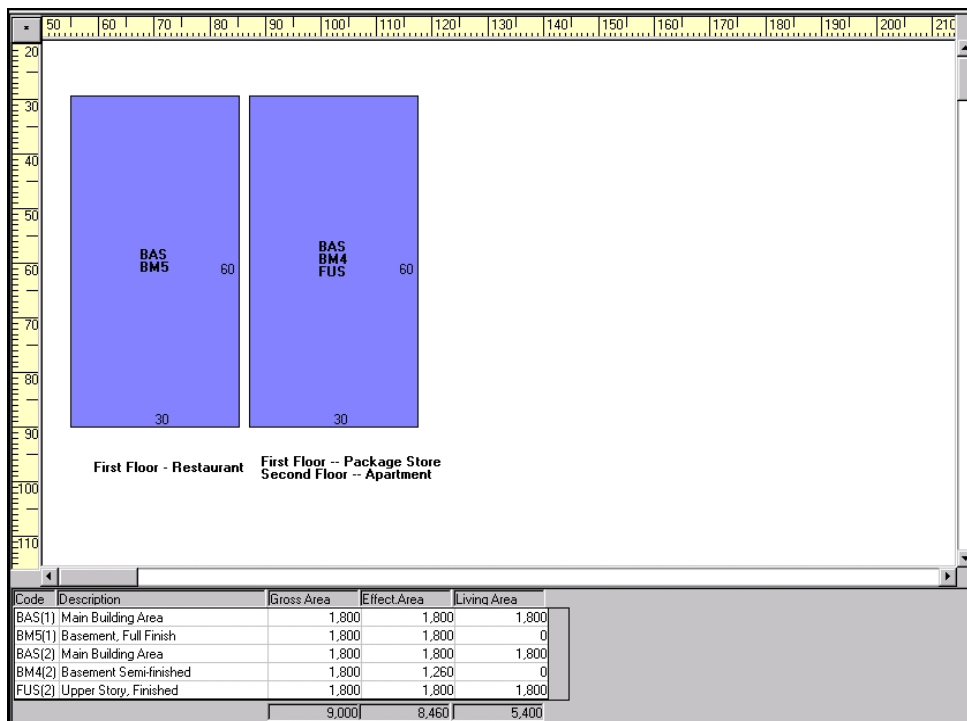 50 60 70 80 90 100 110 120 130 140 150 160 170 180 190 200 210
20
30
40
50
60
70
80
90
100
110
BAS
BM5
60
30
BAS
BM4
FUS
60
30
First Floor - Restaurant
First Floor -- Package Store
Second Floor -- Apartment
Code Description Gross Area Effect.Area Living Area
BAS(1) Main Building Area 1,800 1,800 1,800
BM5(1) Basement, Full Finish 1,800 1,800 0
BAS(2) Main Building Area 1,800 1,800 1,800
BM4(2) Basement Semi-finished 1,800 1,260 0
FUS(2) Upper Story, Finished 1,800 1,800 1,800
9,000 8,460 5,400